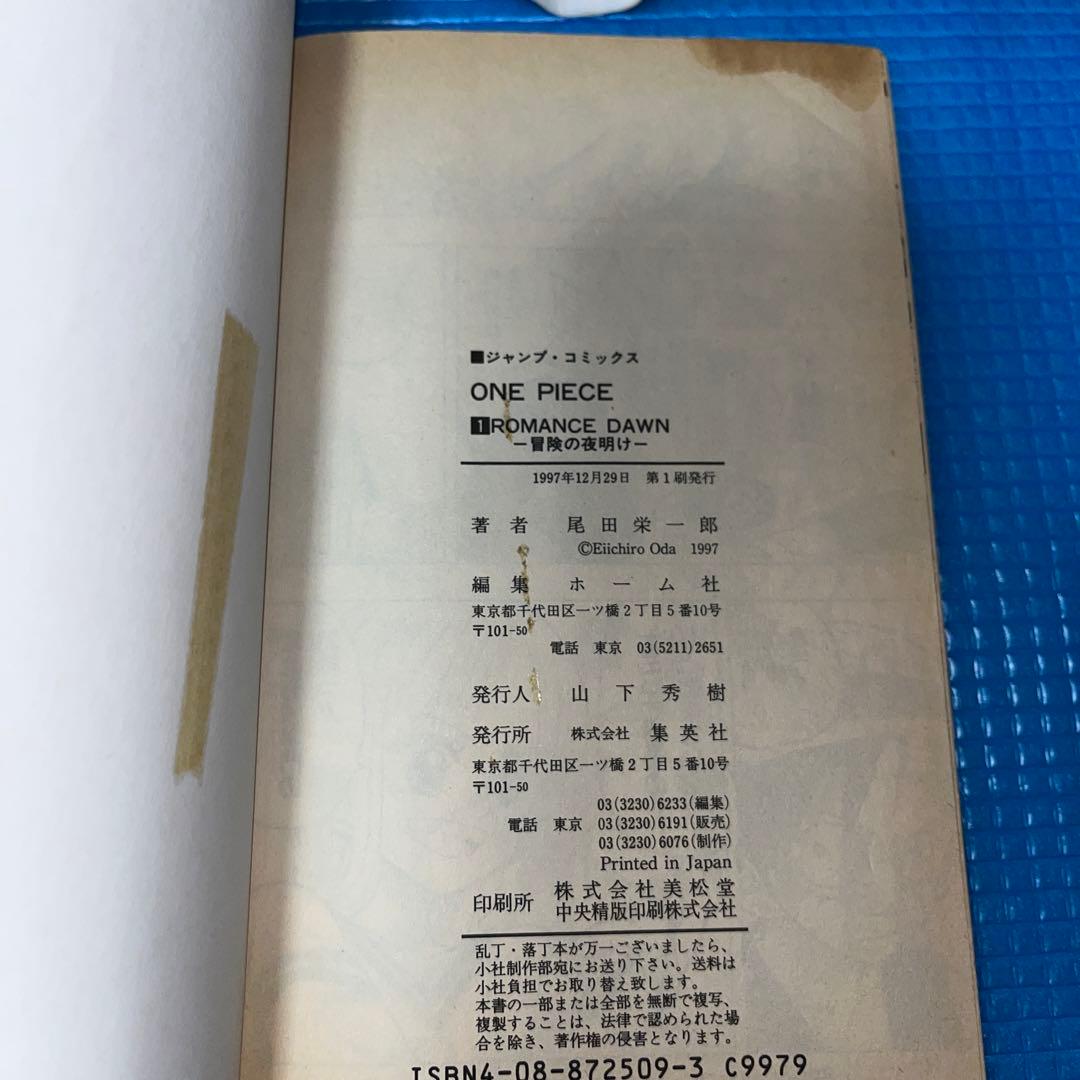 ■ジャンプ・コミックス
ONE PIECE
1 ROMANCE DAWN
ー冒険の夜明けー
1997年12月29日 第1刷発行
著者 尾田栄一郎
©Eiichiro Oda 1997
編集 ホーム社
東京都千代田区一ツ橋2丁目5番10号
〒101-50
電話 東京 03(5211)2651
発行人 山下秀樹
発行所 株式会社 集英社
東京都千代田区一ツ橋2丁目5番10号
〒101-50
03(3230)6233(編集)
電話 東京 03(3230)6191(販売)
03(3230)6076(制作)
Printed in Japan
印刷所 株式会社美松堂
中央精版印刷株式会社
乱丁・落丁本が万一ございましたら、
小社制作部宛にお送り下さい。送料は
小社負担でお取り替え致します。
本書の一部または全部を無断で複写、
複製することは、法律で認められた場
合を除き、著作権の侵害となります。
ISBN4-08-872509-3 C9979